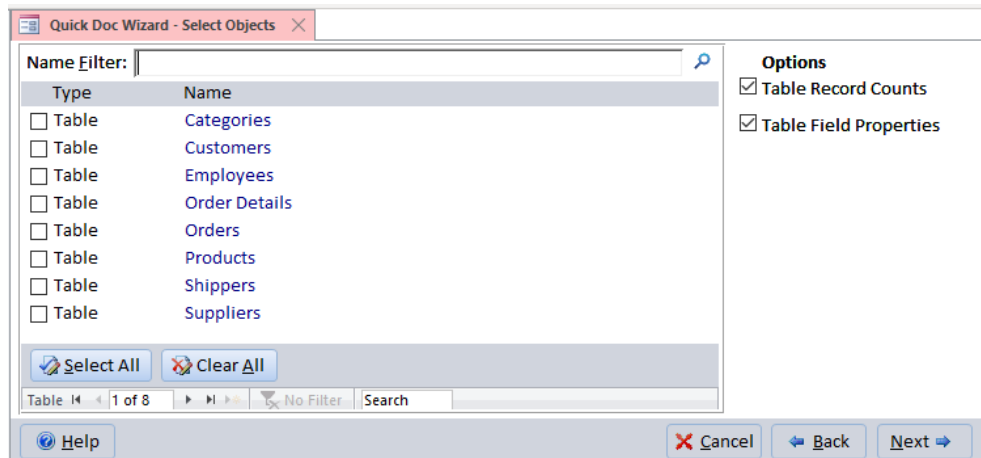 Quick Doc Wizard - Select Objects
Name Filter:
Options
Type Name
Table Record Counts
Table Categories
Table Field Properties
Table Customers
Table Employees
Table Order Details
Table Orders
Table Products
Table Shippers
Table Suppliers
Select All Clear All
Table 1 of 8 No Filter Search
Help Cancel Back Next